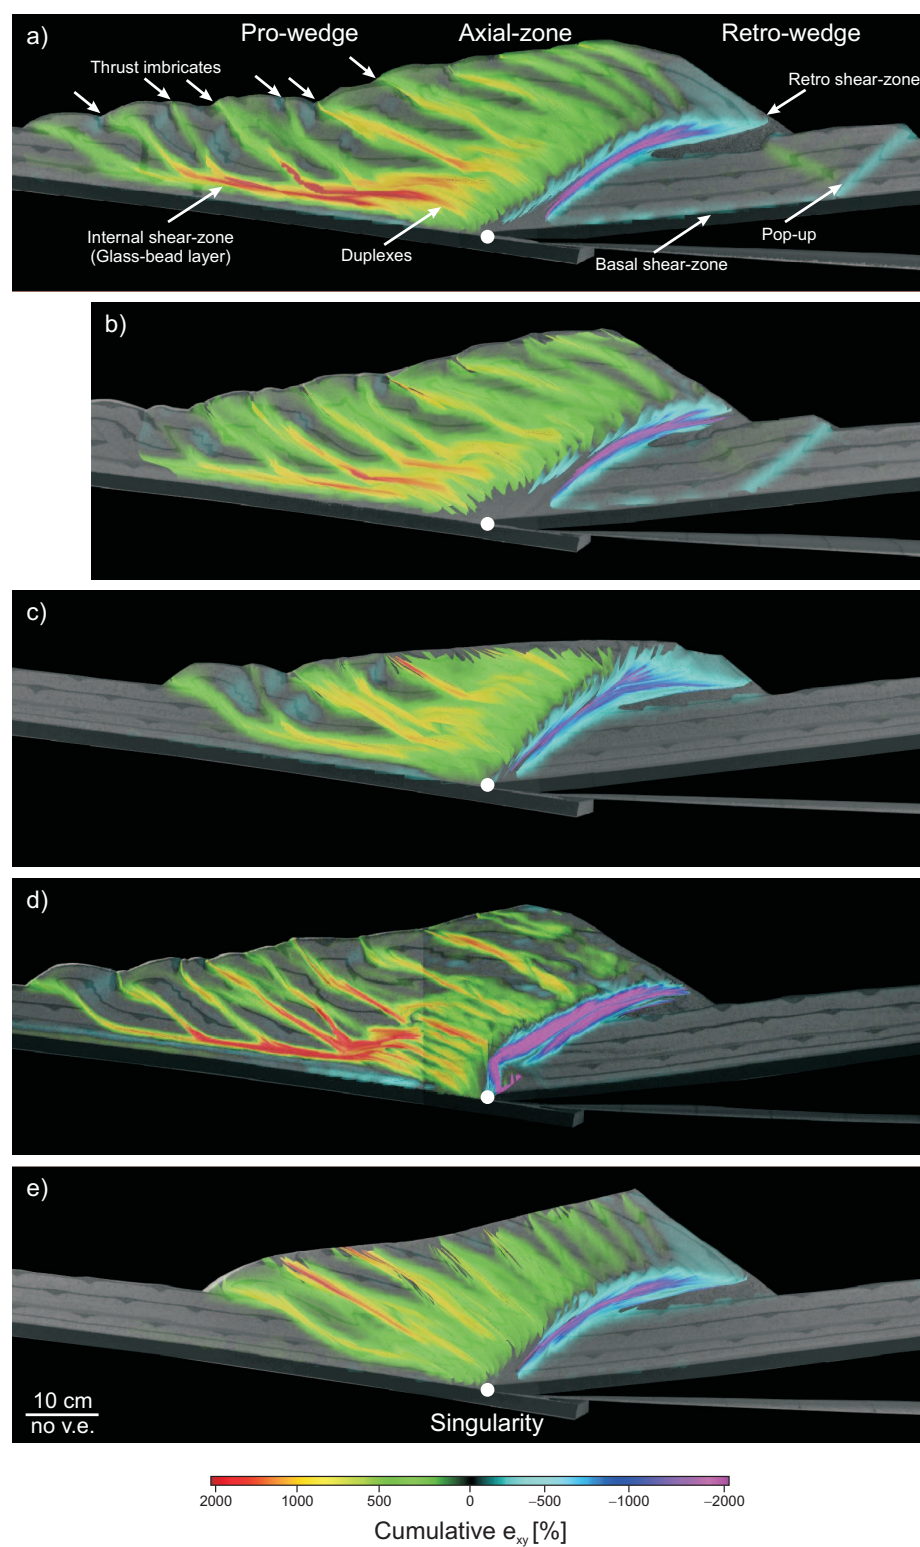 a)
Pro-wedge
Axial-zone
Retro-wedge
Thrust imbricates
Retro shear-zone
Internal shear-zone
(Glass-bead layer)
Duplexes
Pop-up
Basal shear-zone
b)
c)
d)
e)
10 cm
no v.e.
Singularity
2000 1000 500 0 –500 –1000 –2000
Cumulative exy [%]